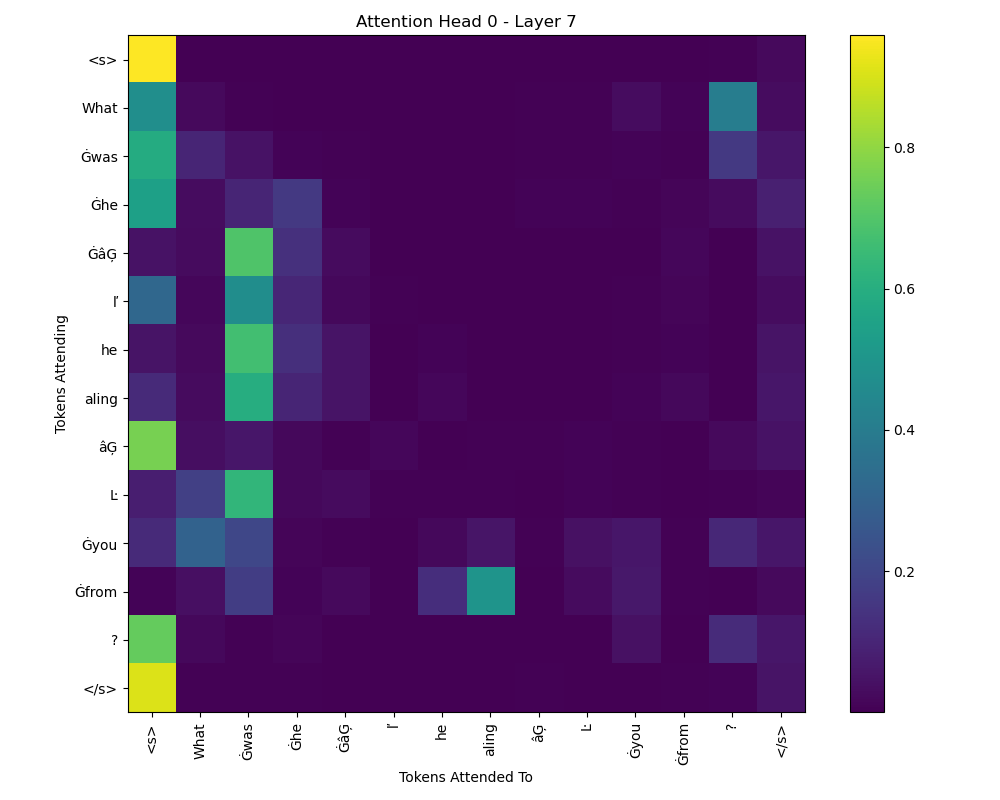 Attention Head 0 - Layer 7
Tokens Attending
<s>
What
Ġwas
Ġhe
ĠâĢ
ľ
he
aling
âĢ
Ŀ
Ġyou
Ġfrom
?
</s>
<s>
What
Ġwas
Ġhe
ĠâĢ
ľ
he
aling
âĢ
Ŀ
Ġyou
Ġfrom
?
</s>
Tokens Attended To
0.8
0.6
0.4
0.2